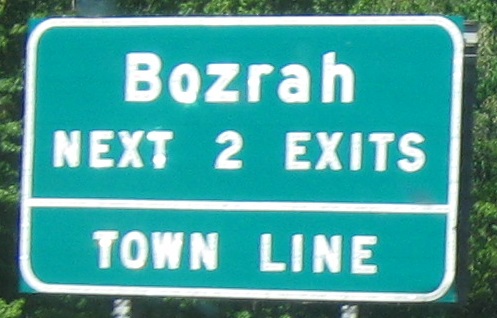 Bozrah
NEXT 2 EXITS
TOWN LINE